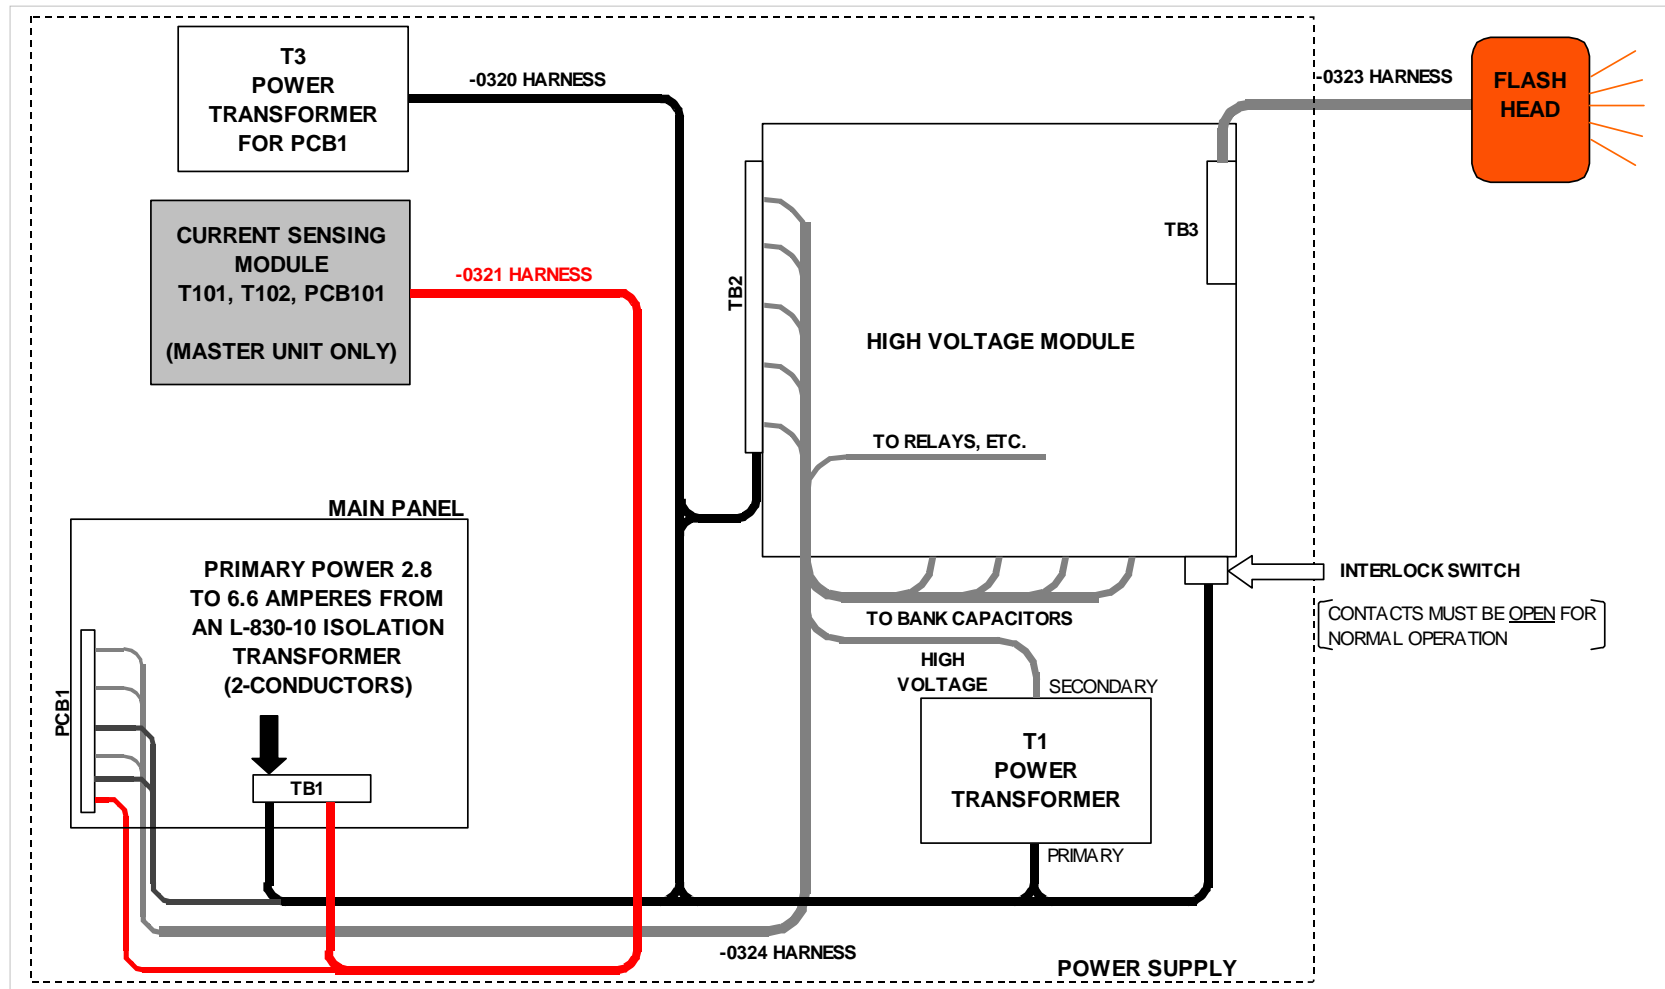 T3
POWER
TRANSFORMER
FOR PCB1
-0320 HARNESS
-0323 HARNESS
FLASH
HEAD
CURRENT SENSING
MODULE
T101, T102, PCB101
(MASTER UNIT ONLY)
-0321 HARNESS
TB2
TB3
HIGH VOLTAGE MODULE
TO RELAYS, ETC.
MAIN PANEL
PRIMARY POWER 2.8
TO 6.6 AMPERES FROM
AN L-830-10 ISOLATION
TRANSFORMER
(2-CONDUCTORS)
PCB1
TB1
INTERLOCK SWITCH
CONTACTS MUST BE OPEN FOR
NORMAL OPERATION
TO BANK CAPACITORS
HIGH
VOLTAGE
SECONDARY
T1
POWER
TRANSFORMER
PRIMARY
-0324 HARNESS
POWER SUPPLY